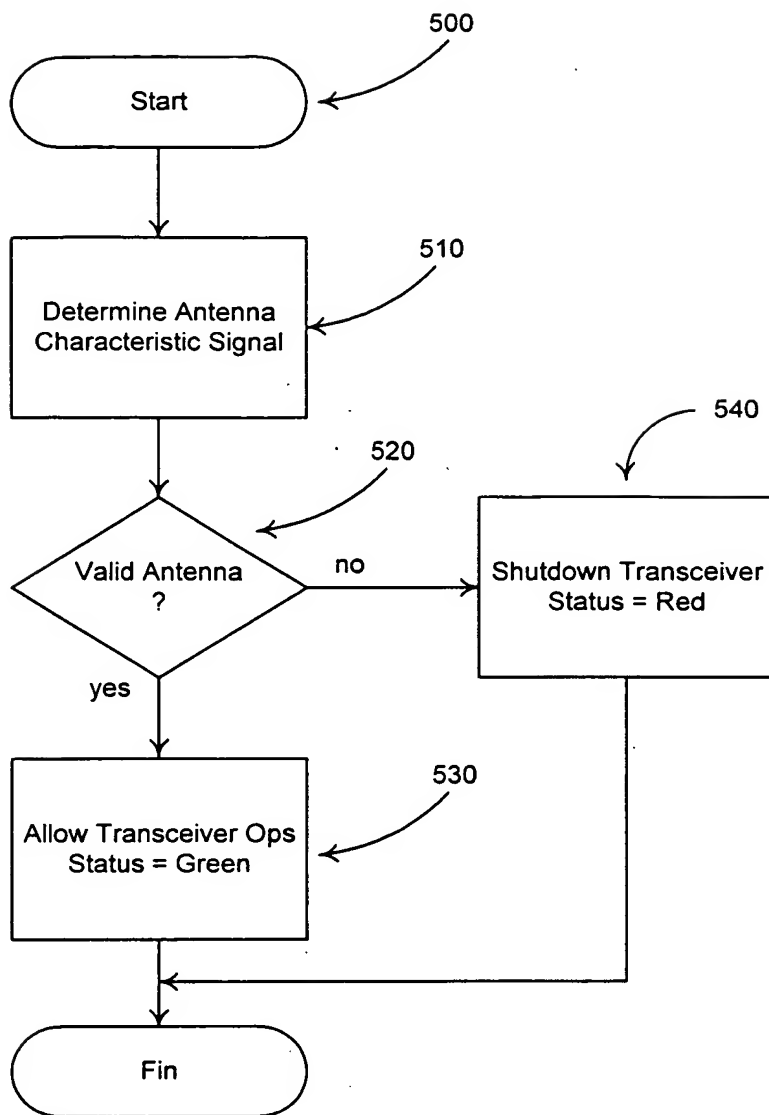 500
Start
510
Determine Antenna
Characteristic Signal
540
520
Valid Antenna
?
no
Shutdown Transceiver
Status = Red
yes
530
Allow Transceiver Ops
Status = Green
Fin